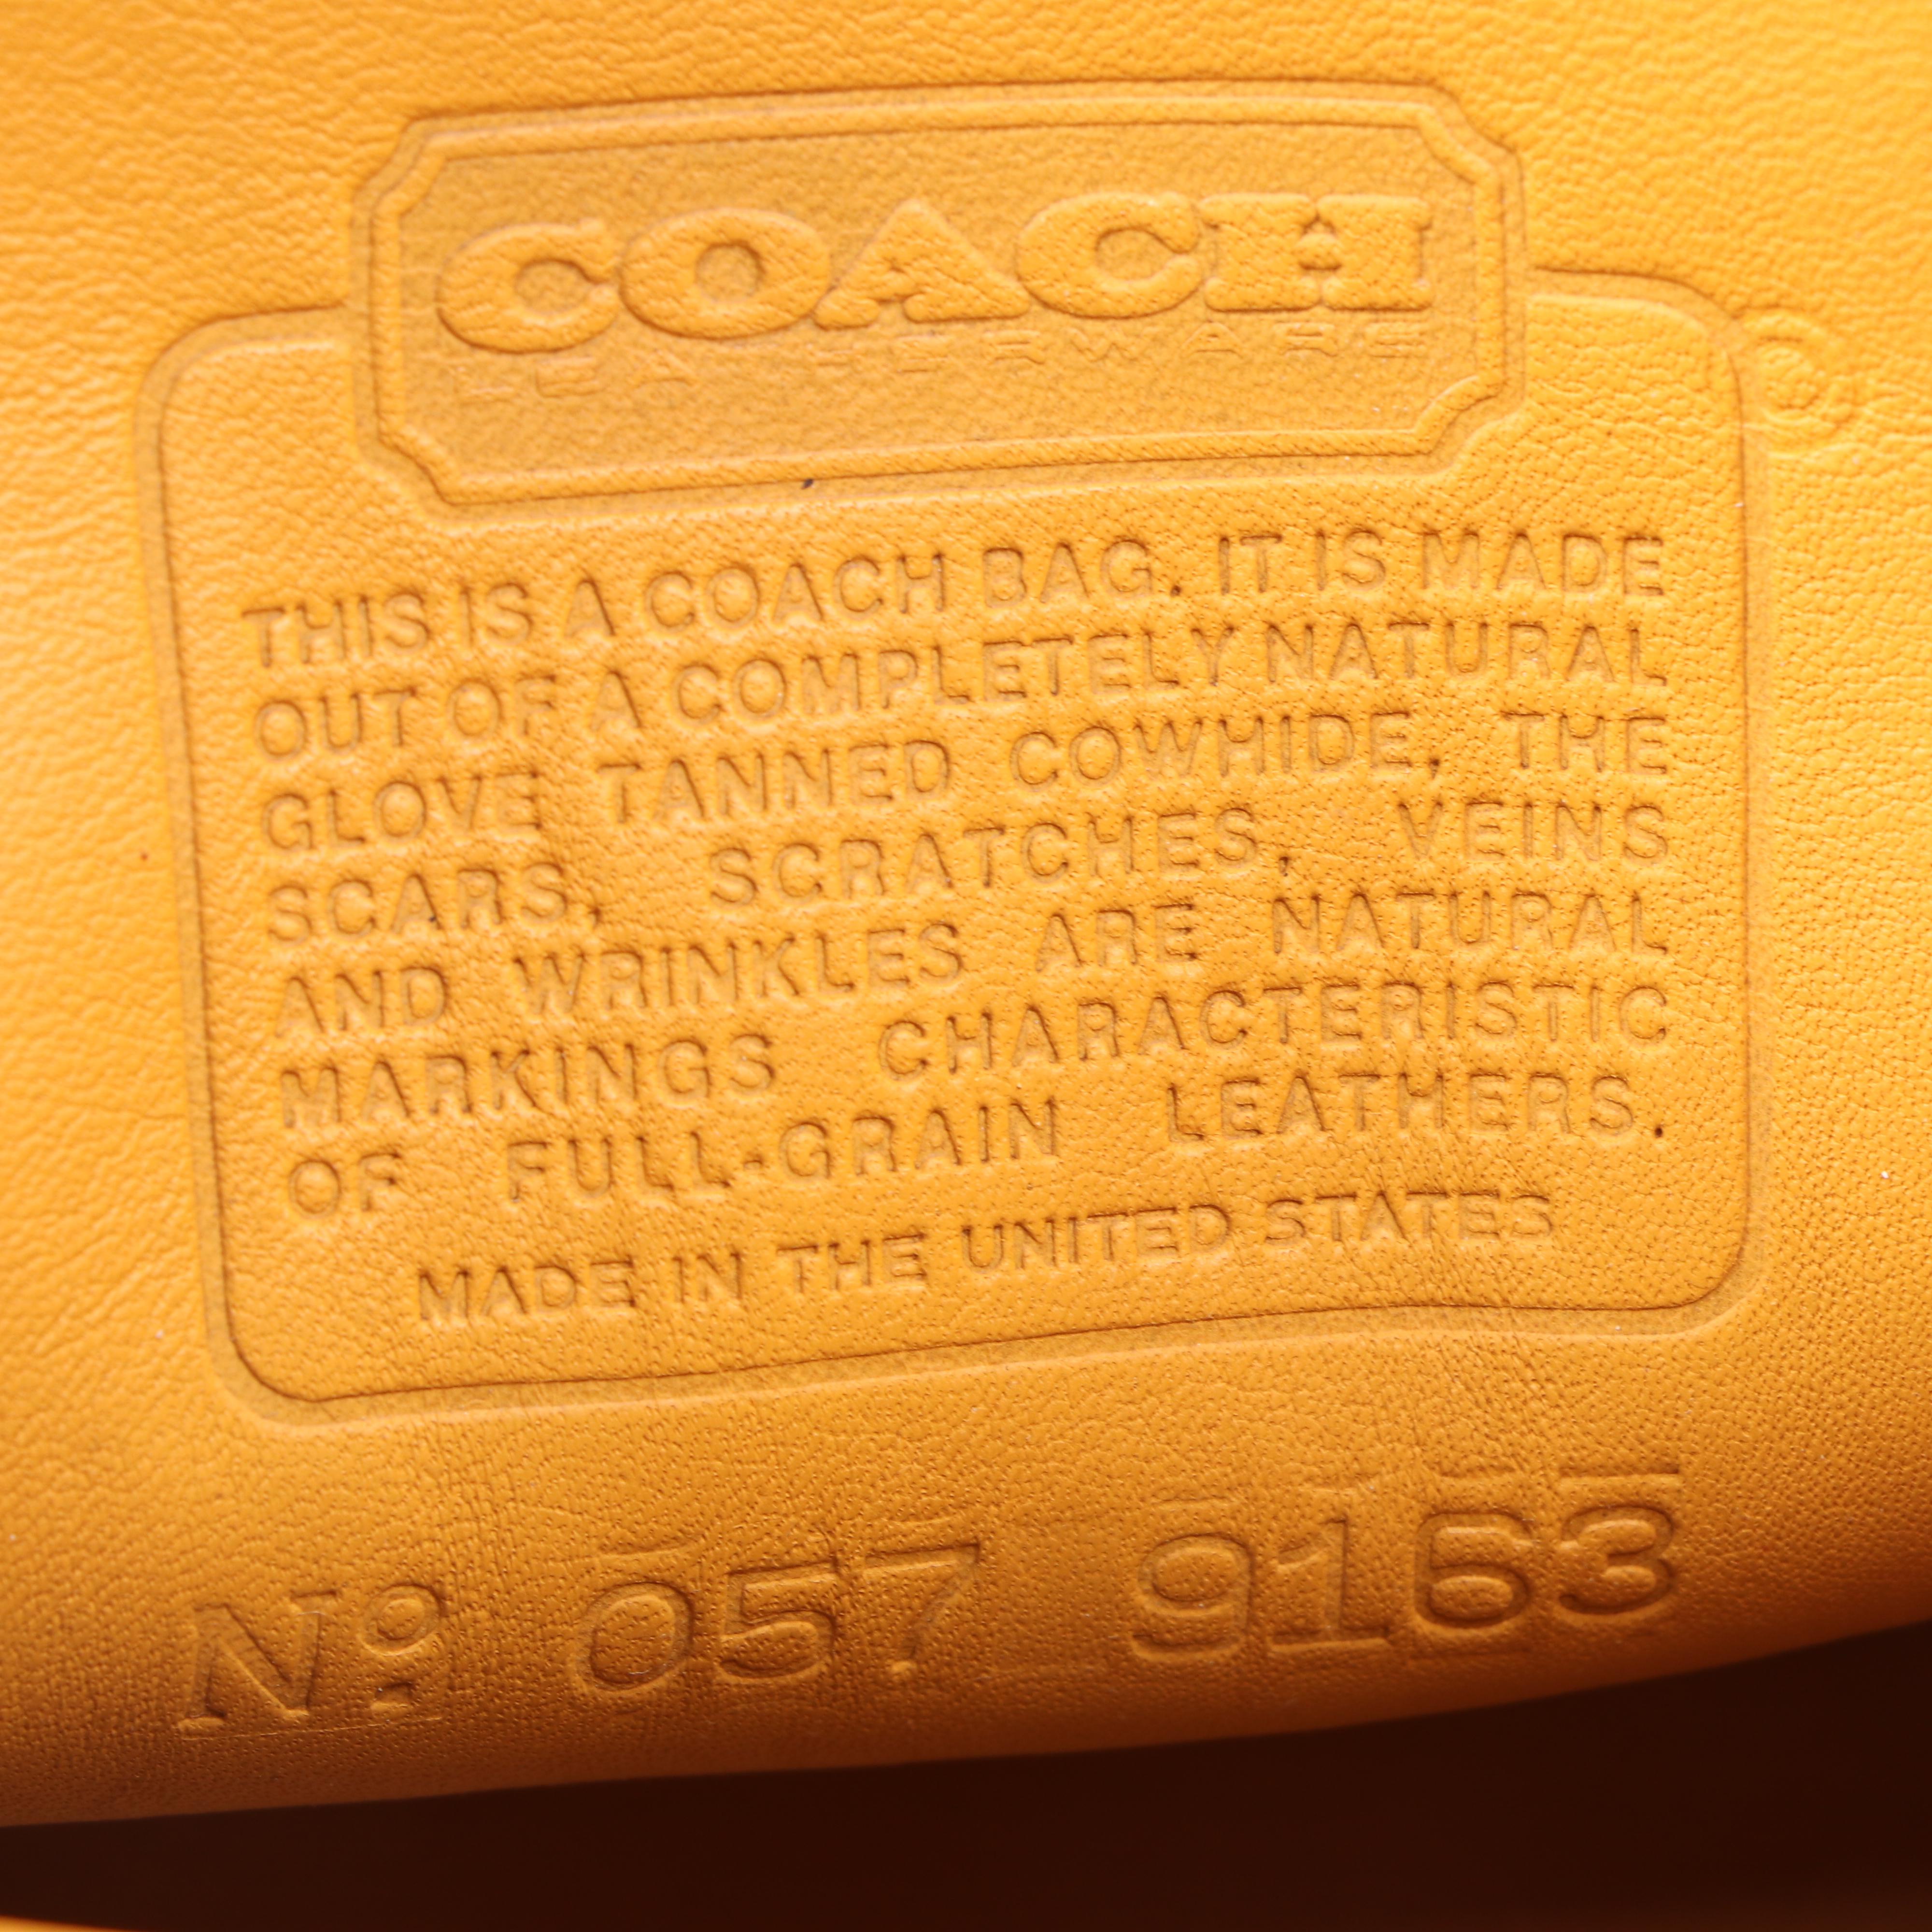 COACH
LEATHERWARE
THIS IS A COACH BAG. IT IS MADE
OUT OF A COMPLETELY NATURAL
GLOVE TANNED COWHIDE, THE
SCARS, SCRATCHES, VEINS
AND WRINKLES ARE NATURAL
MARKINGS CHARACTERISTIC
OF FULL-GRAIN LEATHERS.
MADE IN THE UNITED STATES
Nº 057 9163